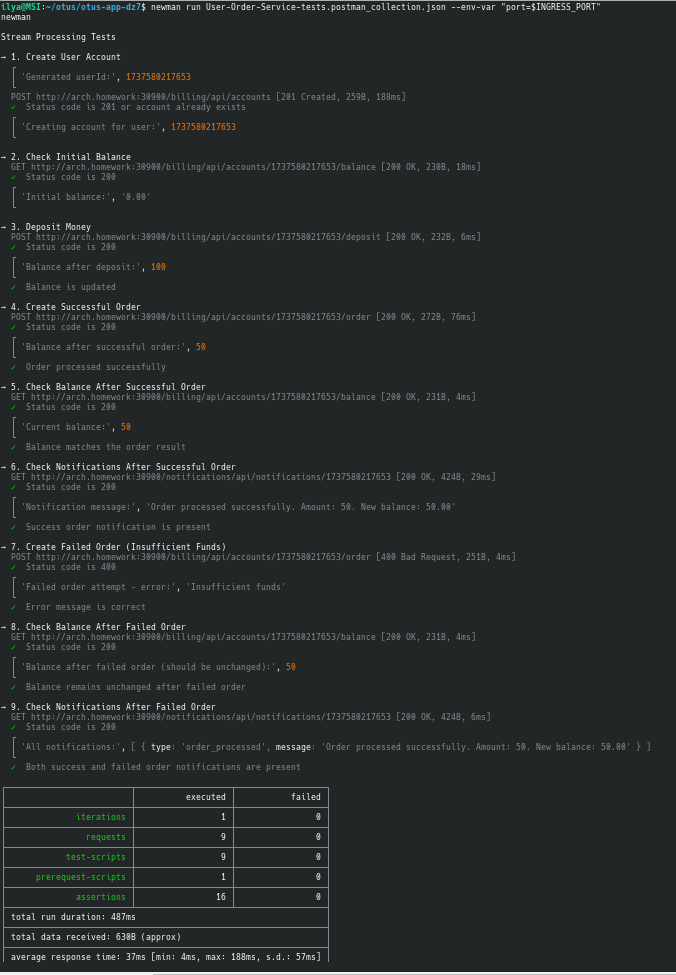 ilya@MSI:~/otus/otus-app-dz7$ newman run User-Order-Service-tests.postman_collection.json --env-var "port=$INGRESS_PORT"
newman
Stream Processing Tests
→ 1. Create User Account
'Generated userId:', 1737580217653
POST http://arch.homework:30900/billing/api/accounts [201 Created, 259B, 188ms]
✓ Status code is 201 or account already exists
'Creating account for user:', 1737580217653
→ 2. Check Initial Balance
GET http://arch.homework:30900/billing/api/accounts/1737580217653/balance [200 OK, 230B, 18ms]
✓ Status code is 200
'Initial balance:', '0.00'
→ 3. Deposit Money
POST http://arch.homework:30900/billing/api/accounts/1737580217653/deposit [200 OK, 232B, 6ms]
✓ Status code is 200
'Balance after deposit:', 100
✓ Balance is updated
→ 4. Create Successful Order
POST http://arch.homework:30900/billing/api/accounts/1737580217653/order [200 OK, 272B, 76ms]
✓ Status code is 200
'Balance after successful order:', 50
✓ Order processed successfully
→ 5. Check Balance After Successful Order
GET http://arch.homework:30900/billing/api/accounts/1737580217653/balance [200 OK, 231B, 4ms]
✓ Status code is 200
'Current balance:', 50
✓ Balance matches the order result
→ 6. Check Notifications After Successful Order
GET http://arch.homework:30900/notifications/api/notifications/1737580217653 [200 OK, 424B, 29ms]
✓ Status code is 200
'Notification message:', 'Order processed successfully. Amount: 50. New balance: 50.00'
✓ Success order notification is present
→ 7. Create Failed Order (Insufficient Funds)
POST http://arch.homework:30900/billing/api/accounts/1737580217653/order [400 Bad Request, 251B, 4ms]
✓ Status code is 400
'Failed order attempt - error:', 'Insufficient funds'
✓ Error message is correct
→ 8. Check Balance After Failed Order
GET http://arch.homework:30900/billing/api/accounts/1737580217653/balance [200 OK, 231B, 4ms]
✓ Status code is 200
'Balance after failed order (should be unchanged):', 50
✓ Balance remains unchanged after failed order
→ 9. Check Notifications After Failed Order
GET http://arch.homework:30900/notifications/api/notifications/1737580217653 [200 OK, 424B, 6ms]
✓ Status code is 200
'All notifications:', [ { type: 'order_processed', message: 'Order processed successfully. Amount: 50. New balance: 50.00' } ]
✓ Both success and failed order notifications are present
executed failed
iterations 1 0
requests 9 0
test-scripts 9 0
prerequest-scripts 1 0
assertions 16 0
total run duration: 487ms
total data received: 630B (approx)
average response time: 37ms [min: 4ms, max: 188ms, s.d.: 57ms]